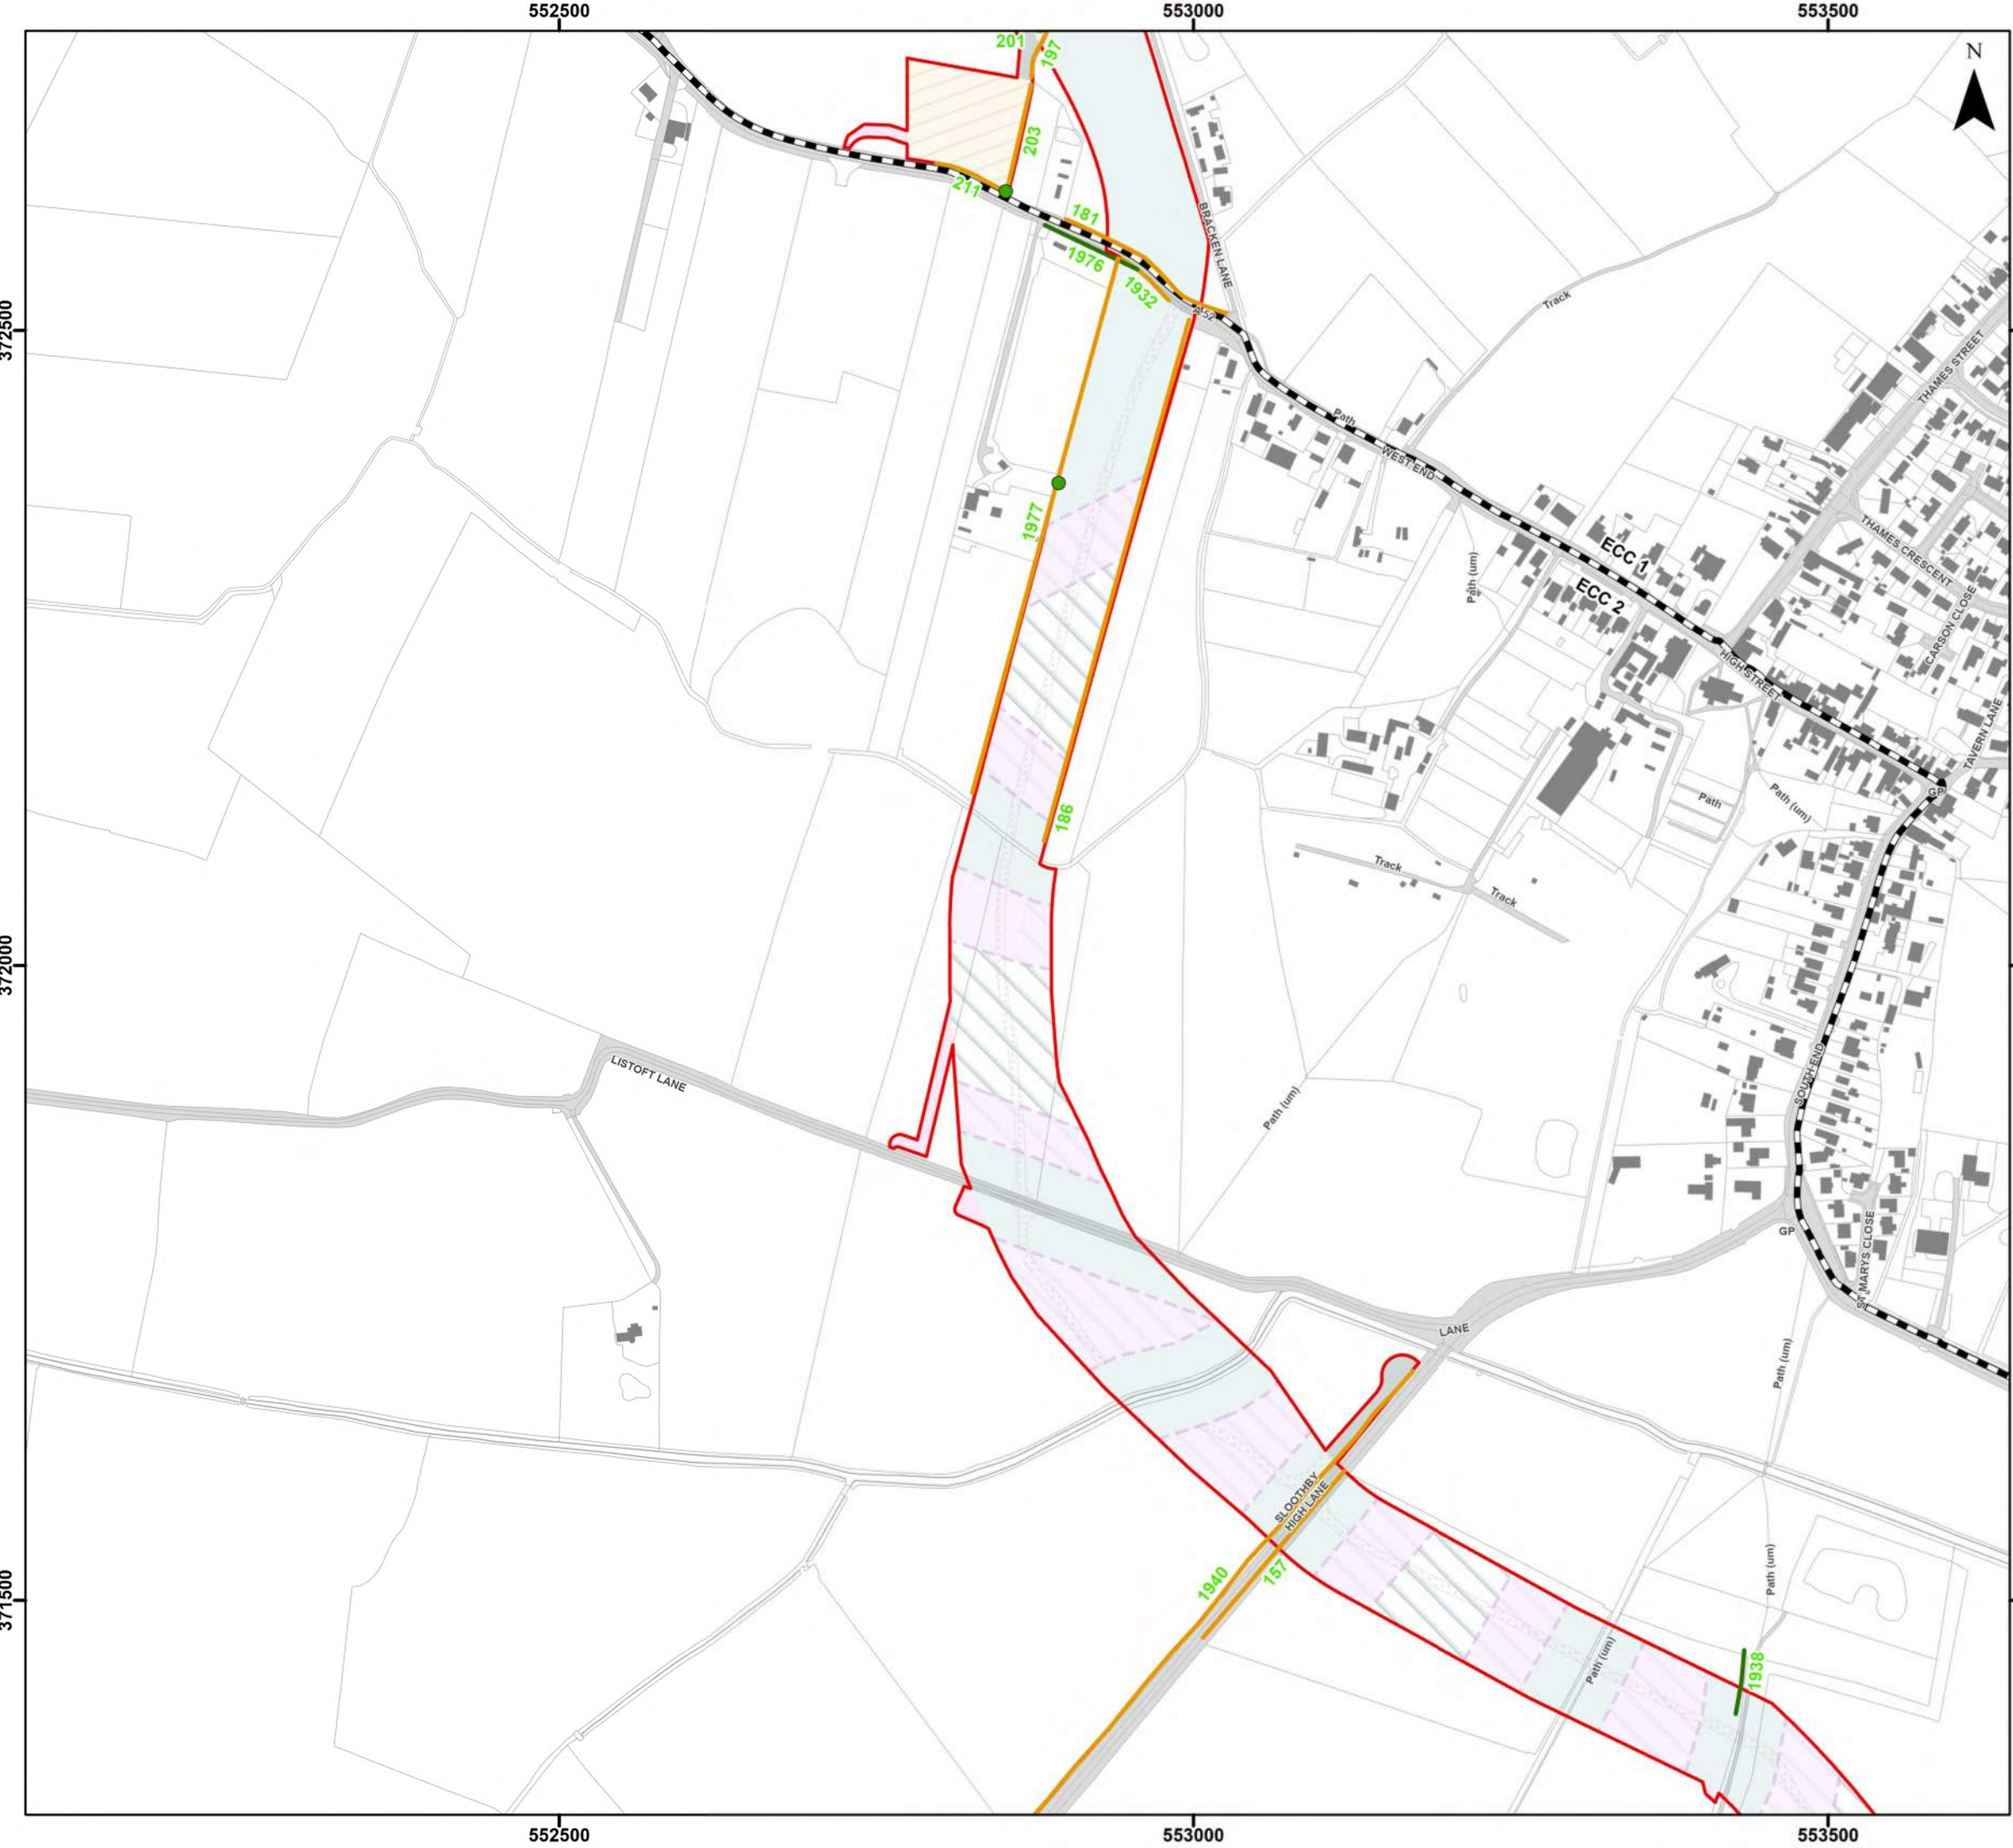 552500
553000
553500
201
197
N
203
211
181
1976
1932
BRACKEN LANE
A 52
372500
372500
Track
THAMES STREET
Path
WEST END
1977
Path (um)
ECC 1
ECC 2
THAMES CRESCENT
CARSON CLOSE
HIGH STREET
TAVERN LANE
GP
186
Path
Path (um)
Track
Track
372000
LISTOFT LANE
Path (um)
SOUTH END
GP
ST MARYS CLOSE
LANE
Path (um)
SLOOTHBY
HIGH LANE
1940
157
371500
Path (um)
Path (um)
1938
552500
553000
553500